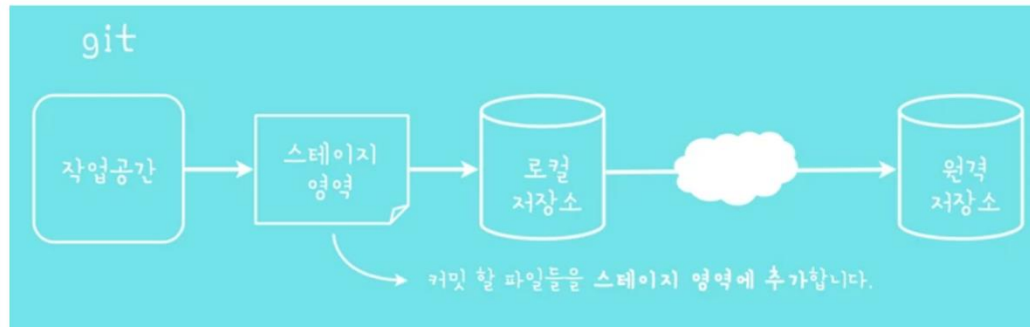 git
작업공간
스테이지
영역
로컬
저장소
원격
저장소
커밋 할 파일들을 스테이지 영역에 추가합니다.